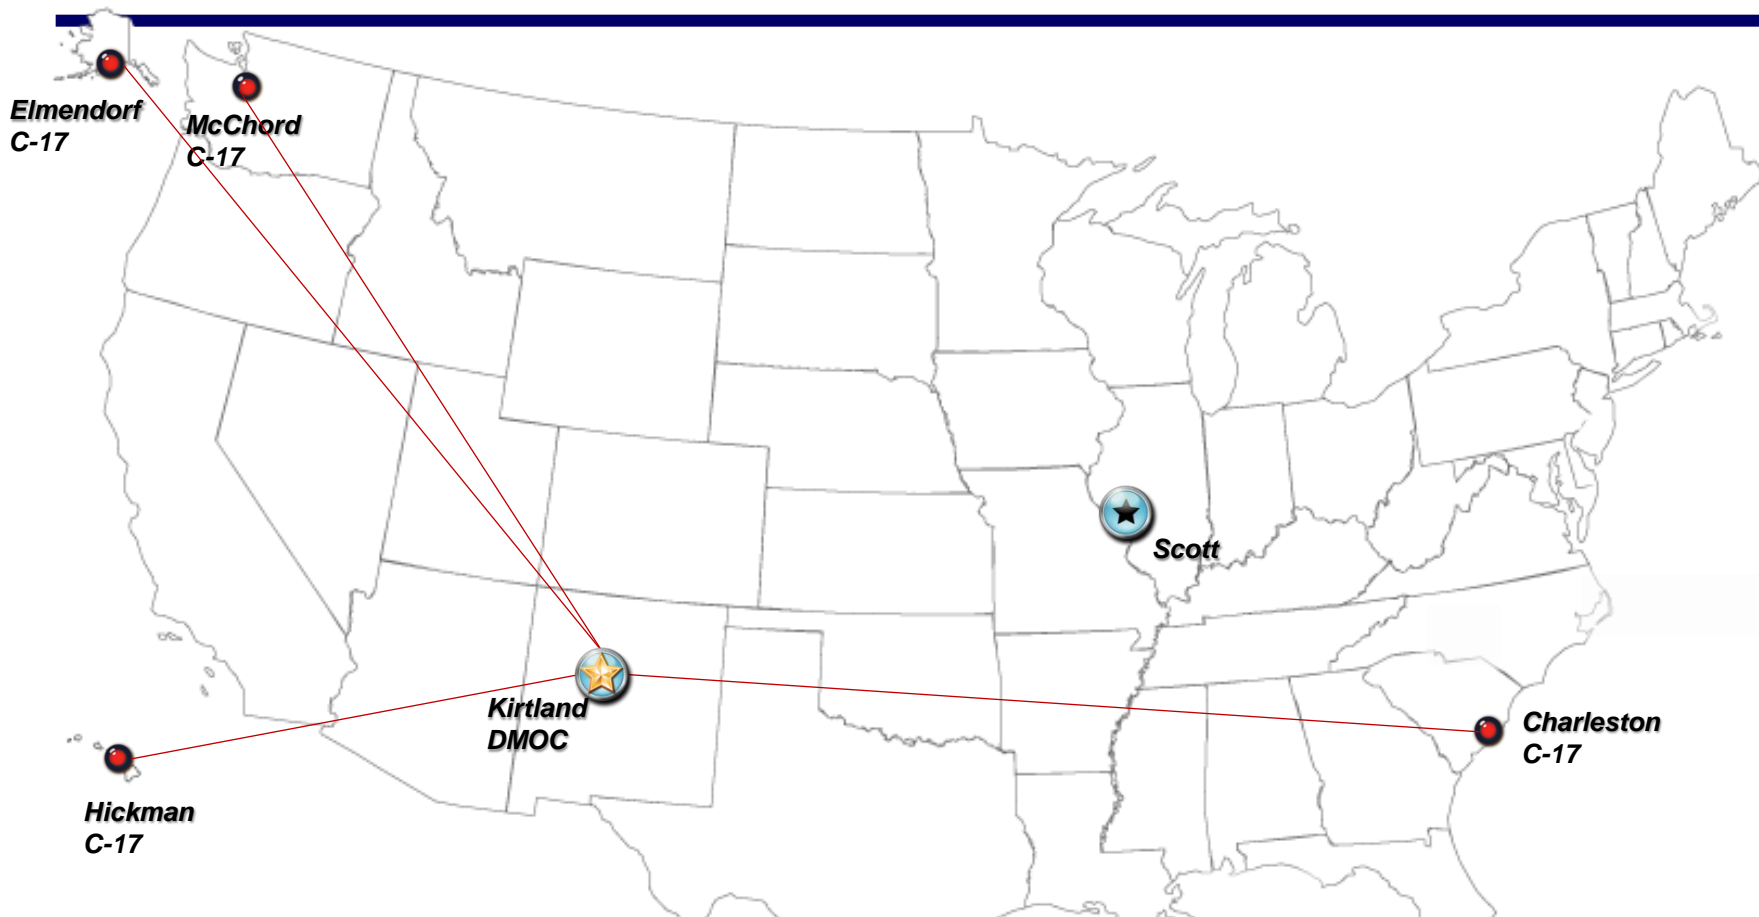 Elmendorf
C-17
McChord
C-17
Scott
Kirtland
DMOC
Charleston
C-17
Hickman
C-17